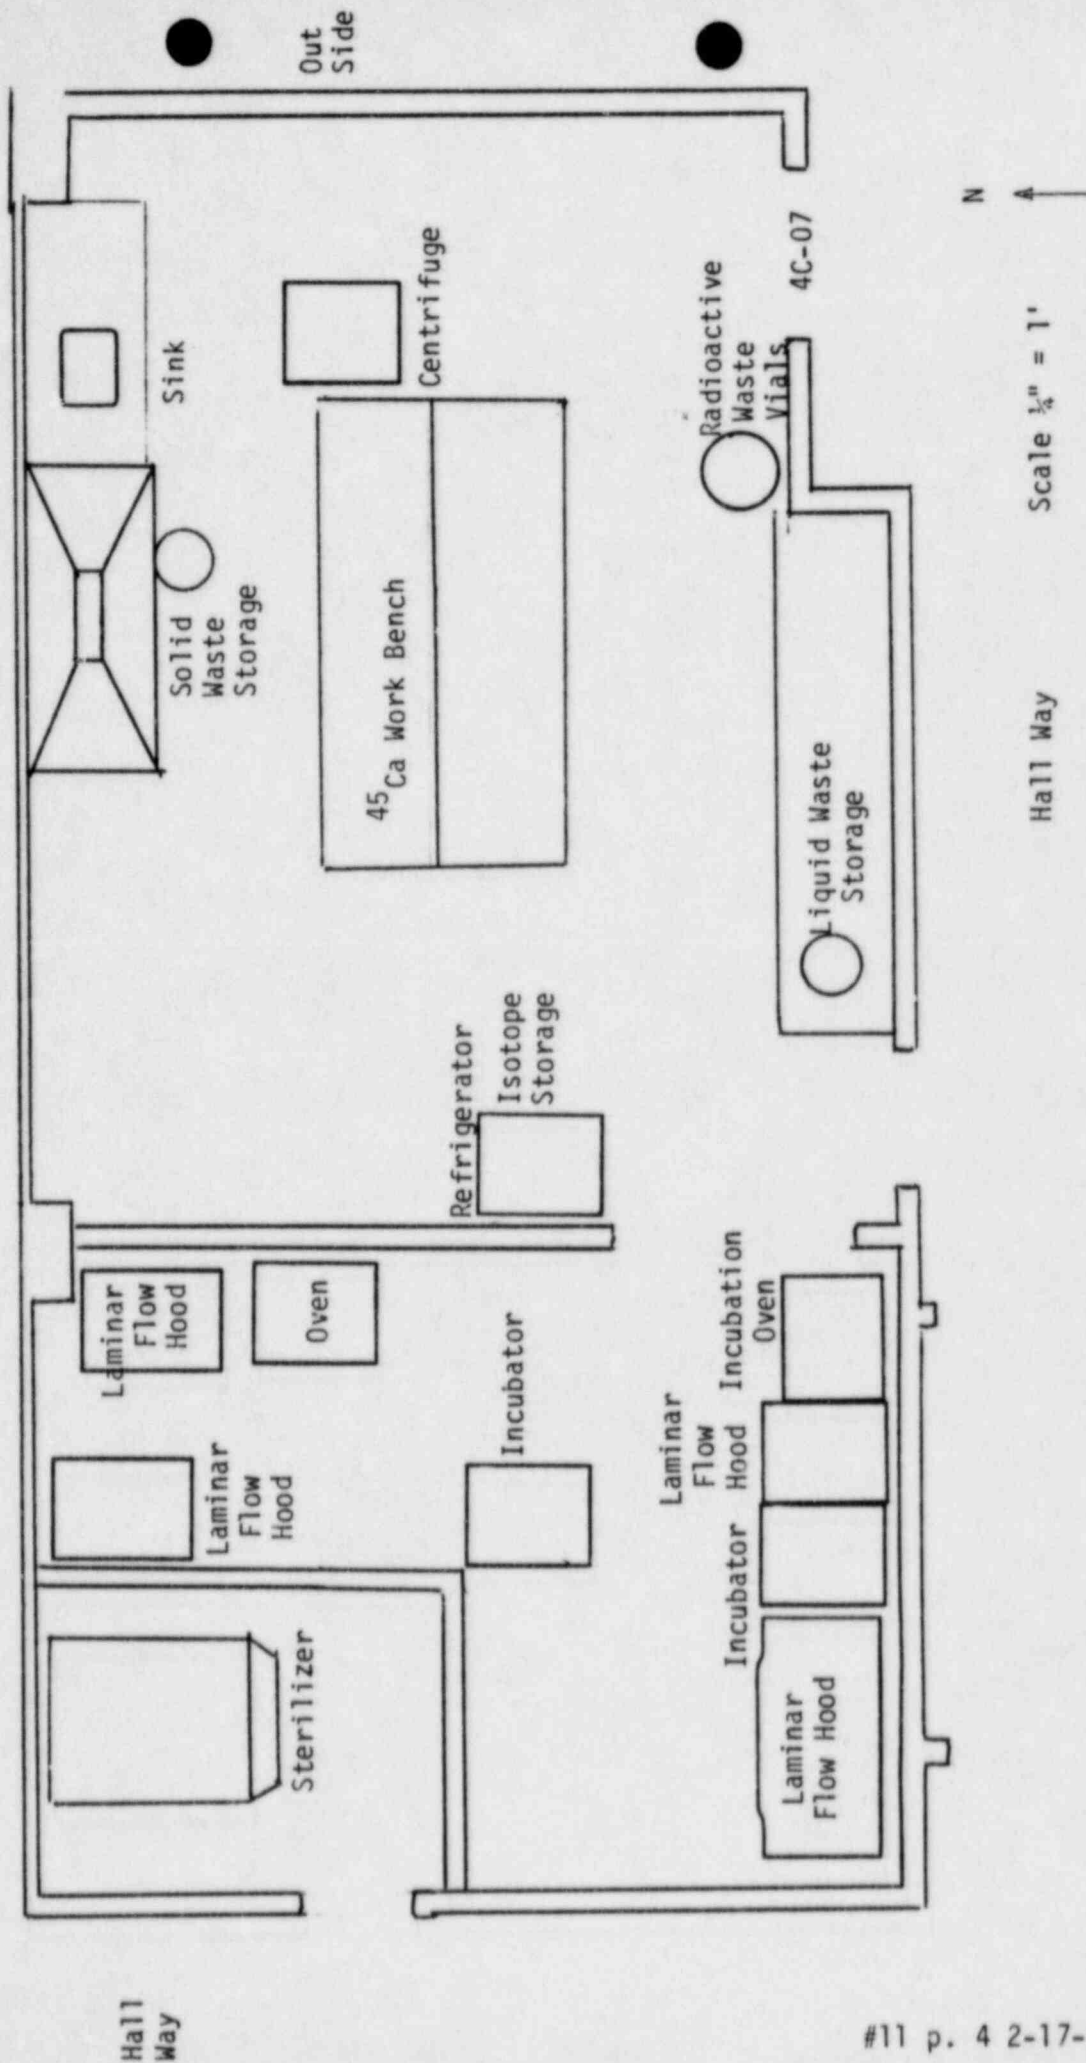 Hall
Way
Sterilizer
Laminar
Flow
Hood
Laminar
Flow
Hood
Oven
Incubator
Laminar
Flow Hood
Incubator
Laminar
Flow
Hood
Incubation
Oven
Refrigerator
Isotope
Storage
Solid
Waste
Storage
Sink
45Ca Work Bench
Centrifuge
Liquid Waste
Storage
Radioactive
Waste
Vials
4C-07
Out
Side
Hall Way
Scale ¼" = 1'
N
#11 p. 4 2-17-